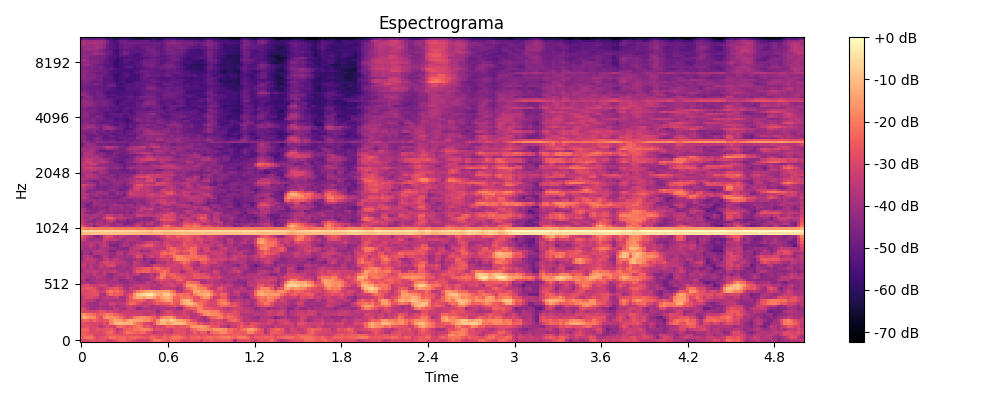 Espectrograma
8192
4096
2048
1024
512
0
Hz
0 0.6 1.2 1.8 2.4 3 3.6 4.2 4.8
Time
+0 dB
-10 dB
-20 dB
-30 dB
-40 dB
-50 dB
-60 dB
-70 dB